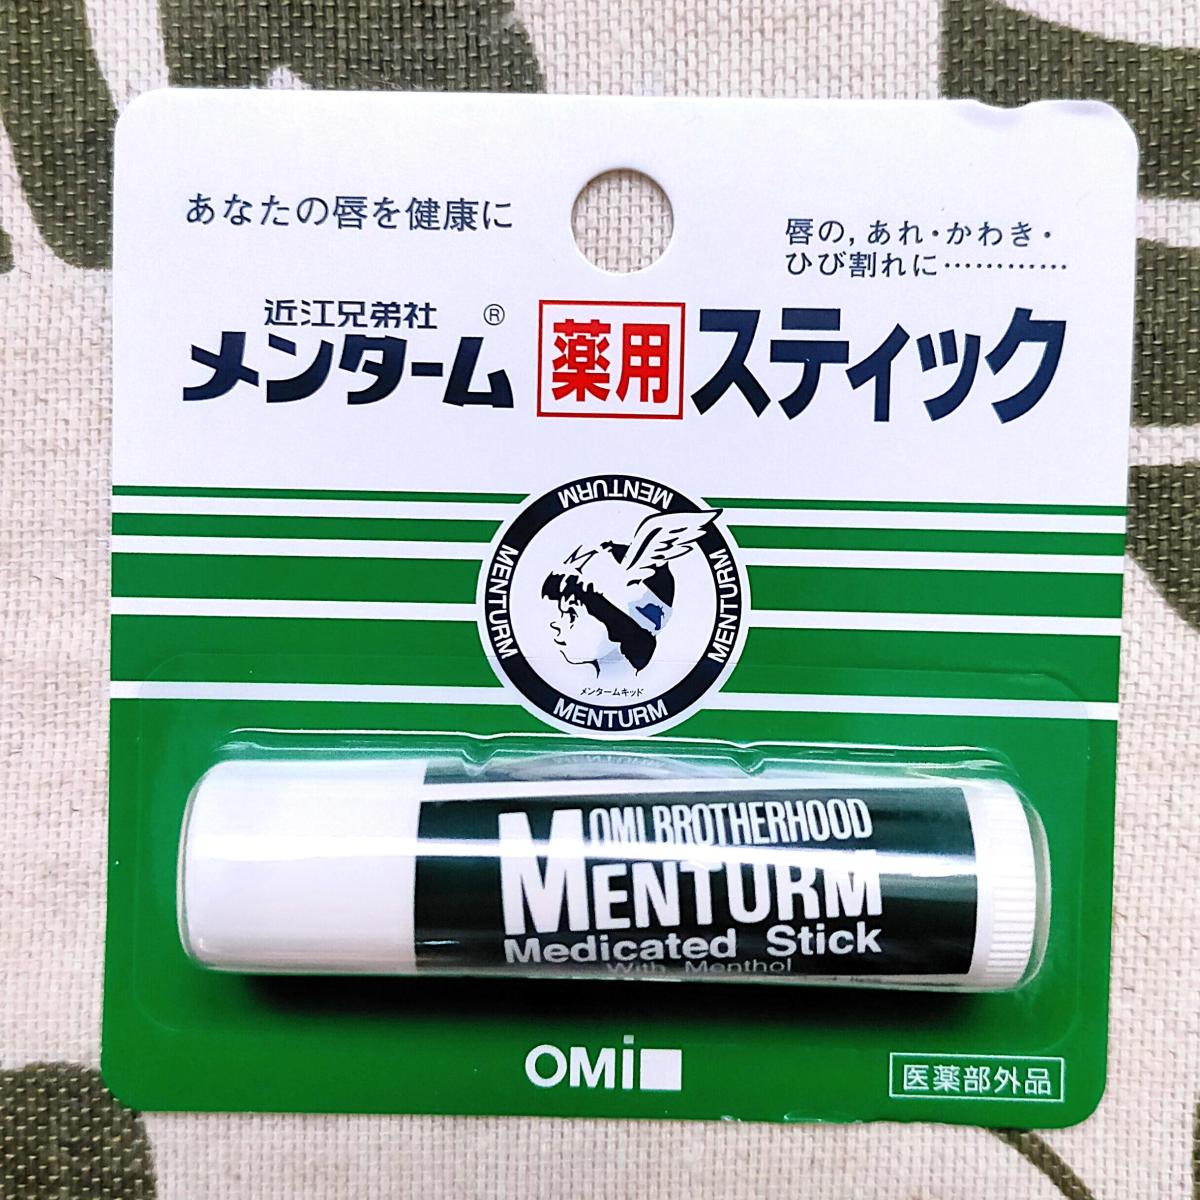 あなたの唇を健康に
唇の,あれ・かわき・
ひび割れに…………
近江兄弟社
メンターム® 薬用 スティック
MENTURM
MENTURM
MENTURM
メンタームキッド
MENTURM
OMI BROTHERHOOD
MENTURM
Medicated Stick
With Menthol
OMi
医薬部外品